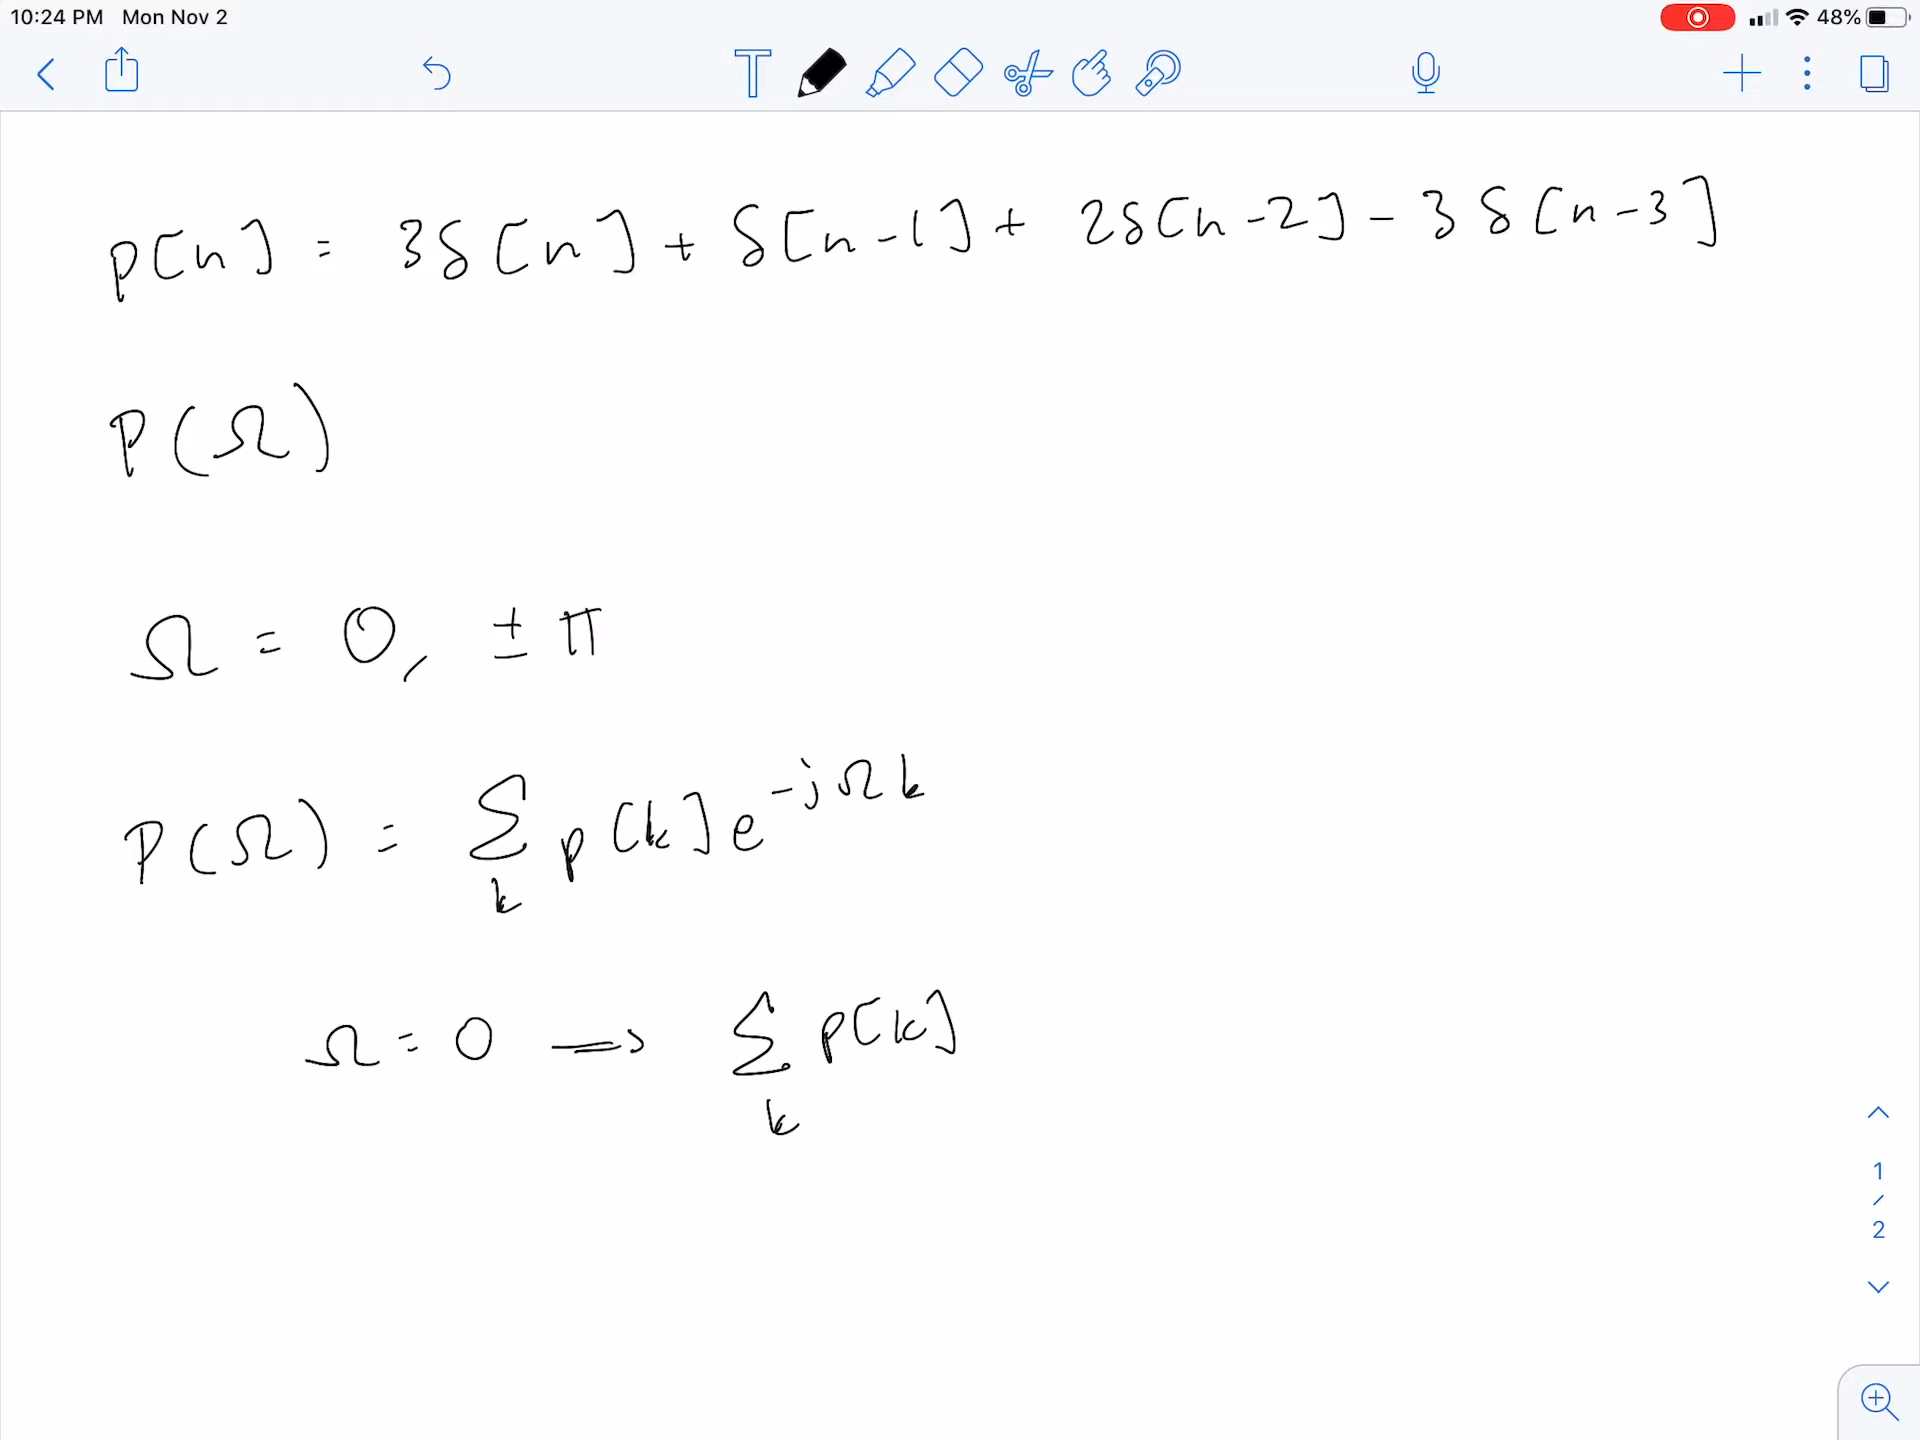 10:24 PM Mon Nov 2 48%
T
p[n] = 3δ[n] + δ[n-1] + 2δ[n-2] - 3δ[n-3]
P(Ω)
Ω = 0, ± π
P(Ω) = Σ_k p[k] e^{-jΩk}
Ω = 0 ⟹ Σ_k p[k]
1
/
2